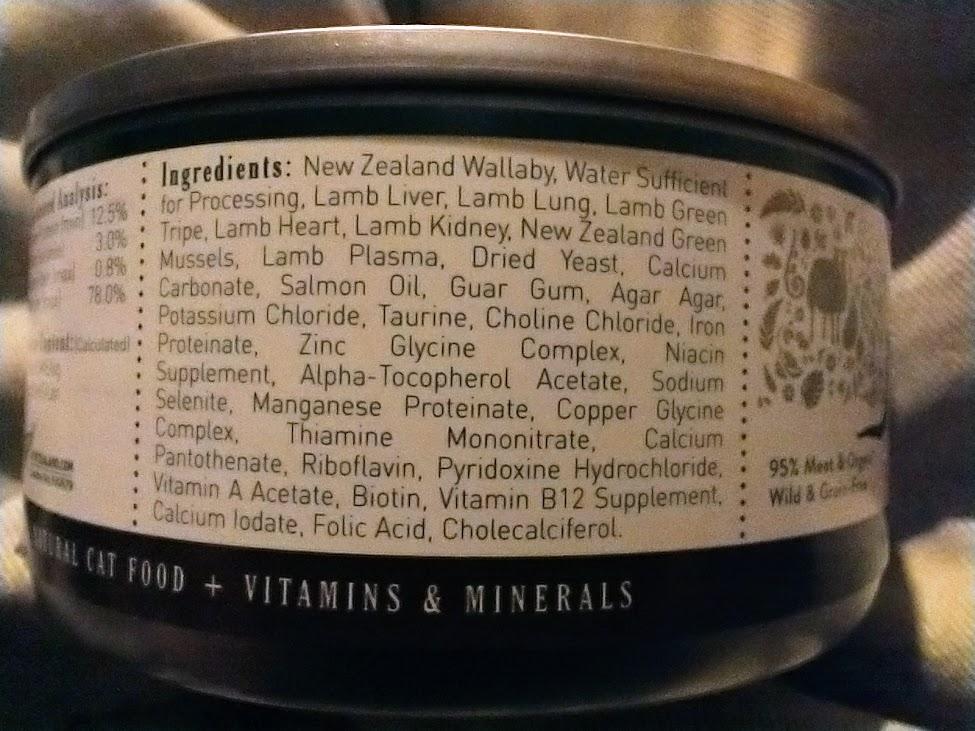 Analysis:
12.5%
3.0%
0.8%
78.0%
(Calculated)
Ingredients: New Zealand Wallaby, Water Sufficient
for Processing, Lamb Liver, Lamb Lung, Lamb Green
Tripe, Lamb Heart, Lamb Kidney, New Zealand Green
Mussels, Lamb Plasma, Dried Yeast, Calcium
Carbonate, Salmon Oil, Guar Gum, Agar Agar,
Potassium Chloride, Taurine, Choline Chloride, Iron
Proteinate, Zinc Glycine Complex, Niacin
Supplement, Alpha-Tocopherol Acetate, Sodium
Selenite, Manganese Proteinate, Copper Glycine
Complex, Thiamine Mononitrate, Calcium
Pantothenate, Riboflavin, Pyridoxine Hydrochloride,
Vitamin A Acetate, Biotin, Vitamin B12 Supplement,
Calcium Iodate, Folic Acid, Cholecalciferol.
95% Meat &
Wild &
CAT FOOD + VITAMINS & MINERALS